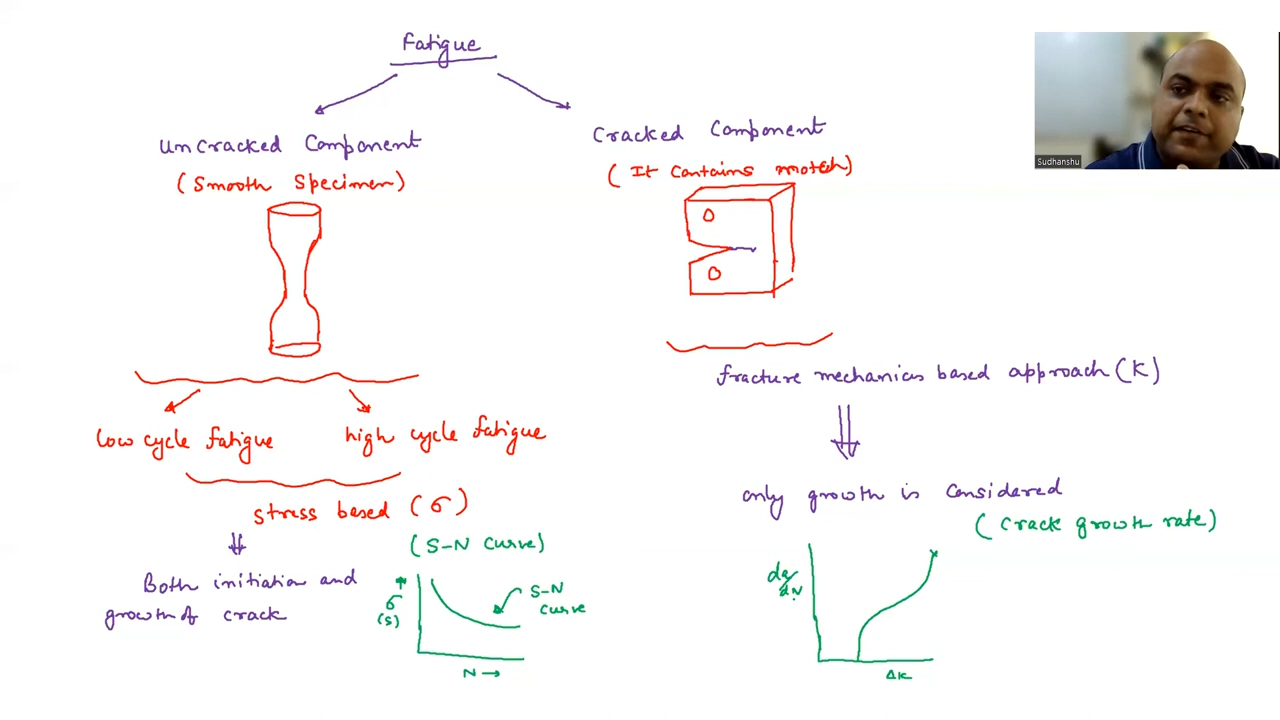 Fatigue
Uncracked Component
(Smooth Specimen)
Low cycle fatigue
high cycle fatigue
Stress based (σ)
(S-N Curve)
Both initiation and
growth of crack
σ
(S)
S-N
Curve
N →
Cracked Component
(It Contains notch)
O
O
fracture mechanics based approach (K)
only growth is Considered
(Crack growth rate)
da/dN
ΔK
Sudhanshu